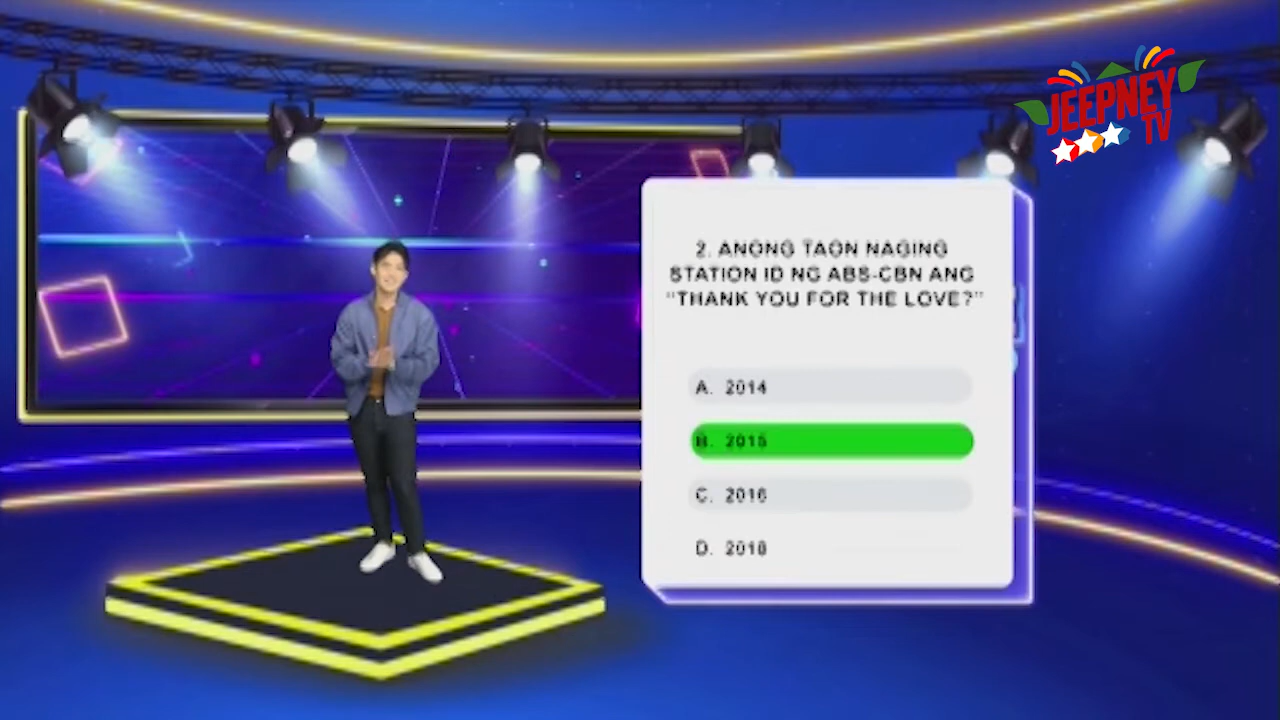 JEEPNEY
TV
2. ANONG TAON NAGING
STATION ID NG ABS-CBN ANG
"THANK YOU FOR THE LOVE?"
A. 2014
B. 2015
C. 2016
D. 2018